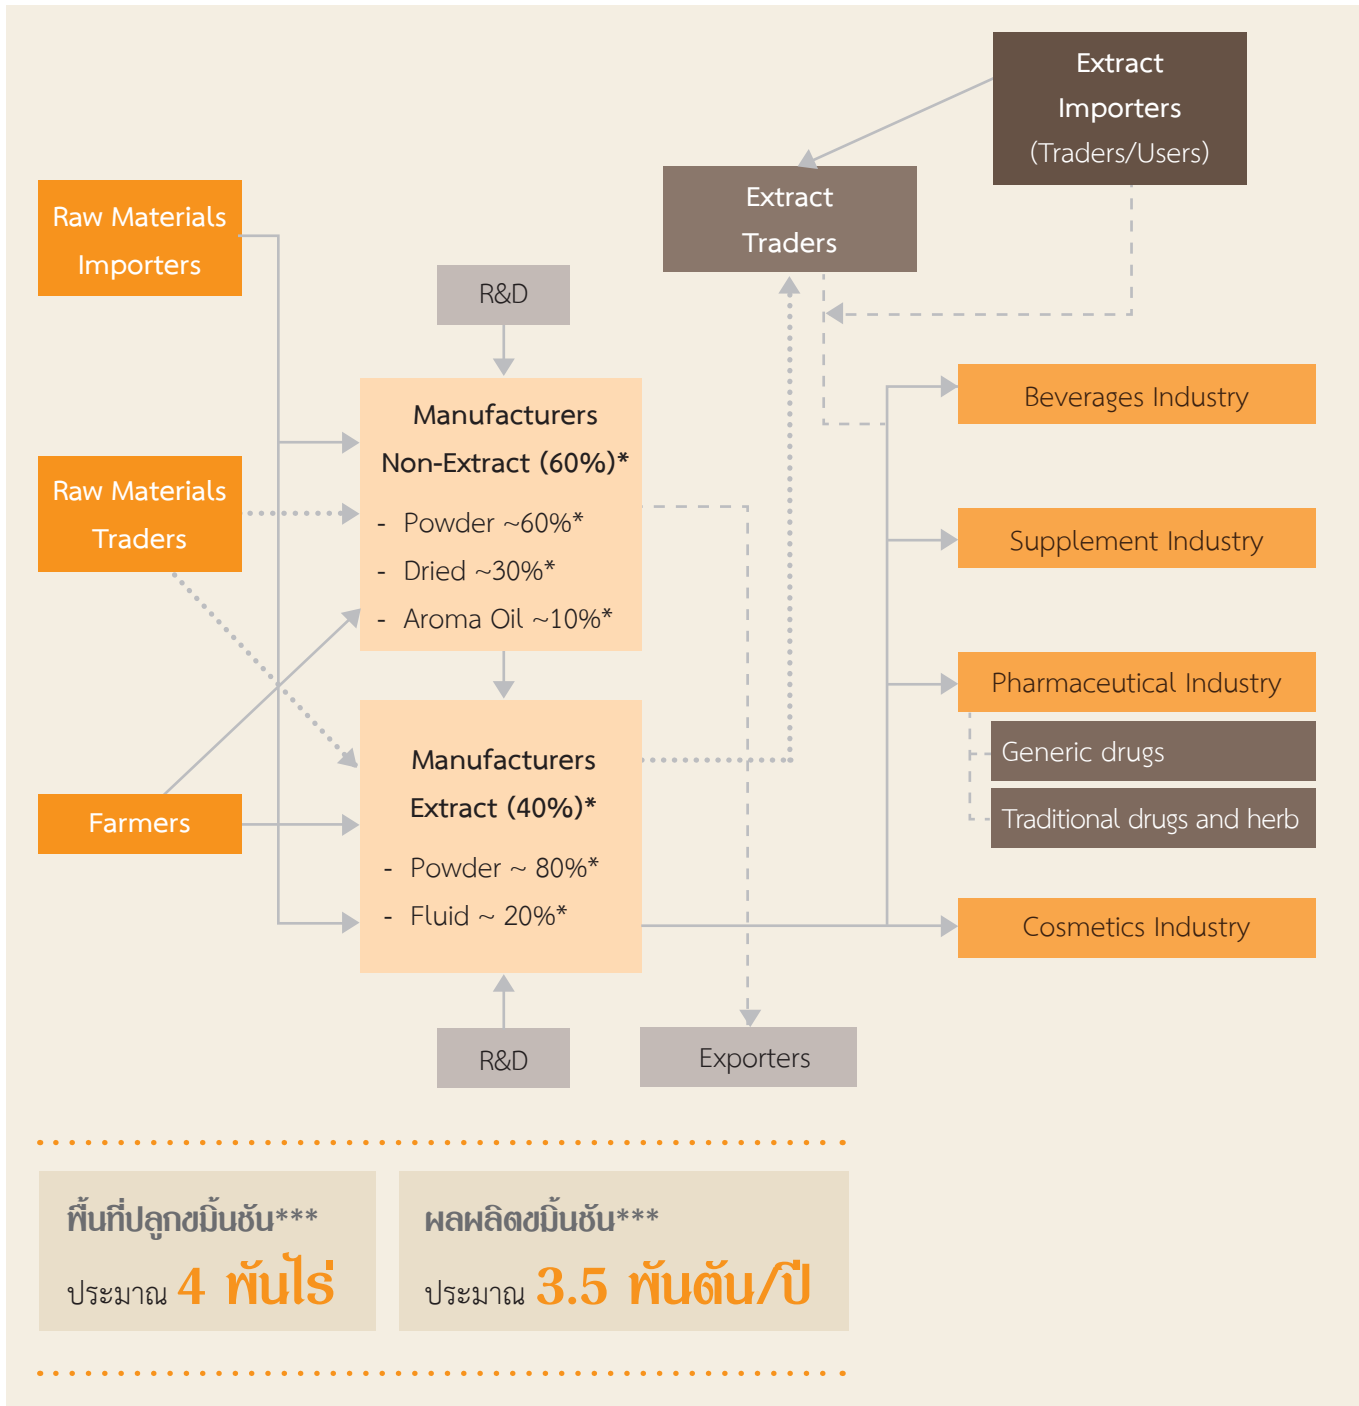 Extract
Importers
(Traders/Users)
Extract
Traders
Raw Materials
Importers
R&D
Manufacturers
Non-Extract (60%)*
- Powder ~60%*
- Dried ~30%*
- Aroma Oil ~10%*
Raw Materials
Traders
Beverages Industry
Supplement Industry
Pharmaceutical Industry
Generic drugs
Traditional drugs and herb
Manufacturers
Extract (40%)*
- Powder ~ 80%*
- Fluid ~ 20%*
Farmers
Cosmetics Industry
R&D
Exporters
พื้นที่ปลูกขมิ้นชัน***
ประมาณ 4 พันไร่
ผลผลิตขมิ้นชัน***
ประมาณ 3.5 พันตัน/ปี